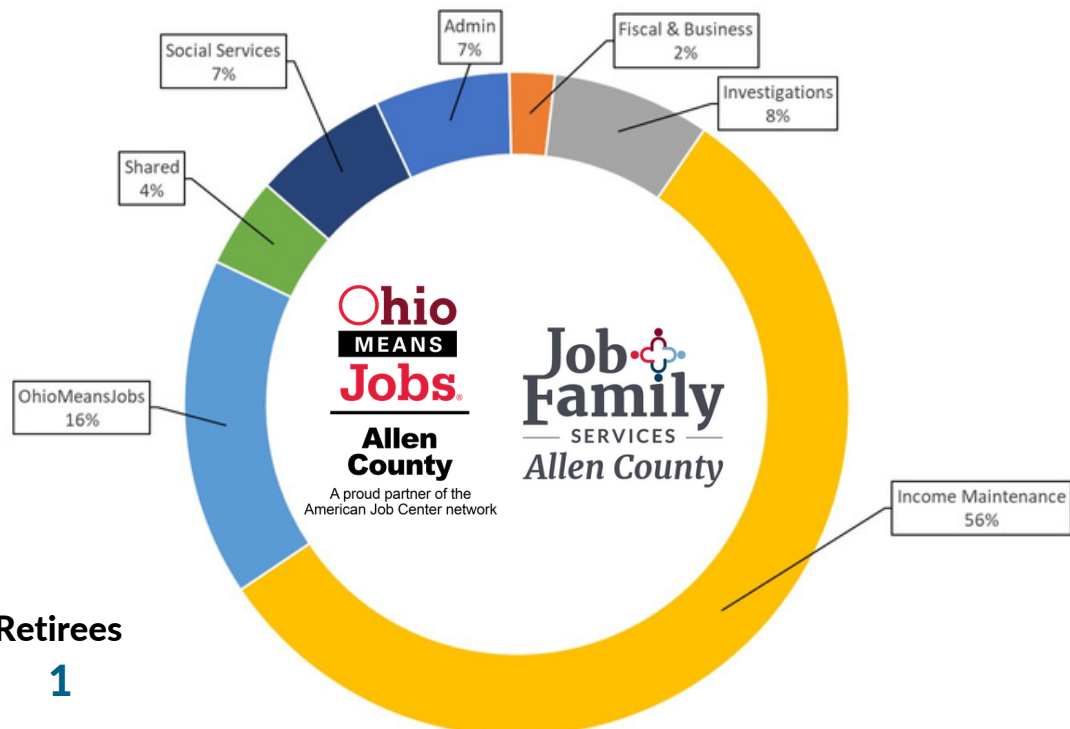 Admin
7%
Fiscal & Business
2%
Social Services
7%
Investigations
8%
Shared
4%
OhioMeansJobs
16%
Income Maintenance
56%
Ohio
MEANS
Jobs®
Allen
County
A proud partner of the
American Job Center network
Job
Family
SERVICES
Allen County
Retirees
1